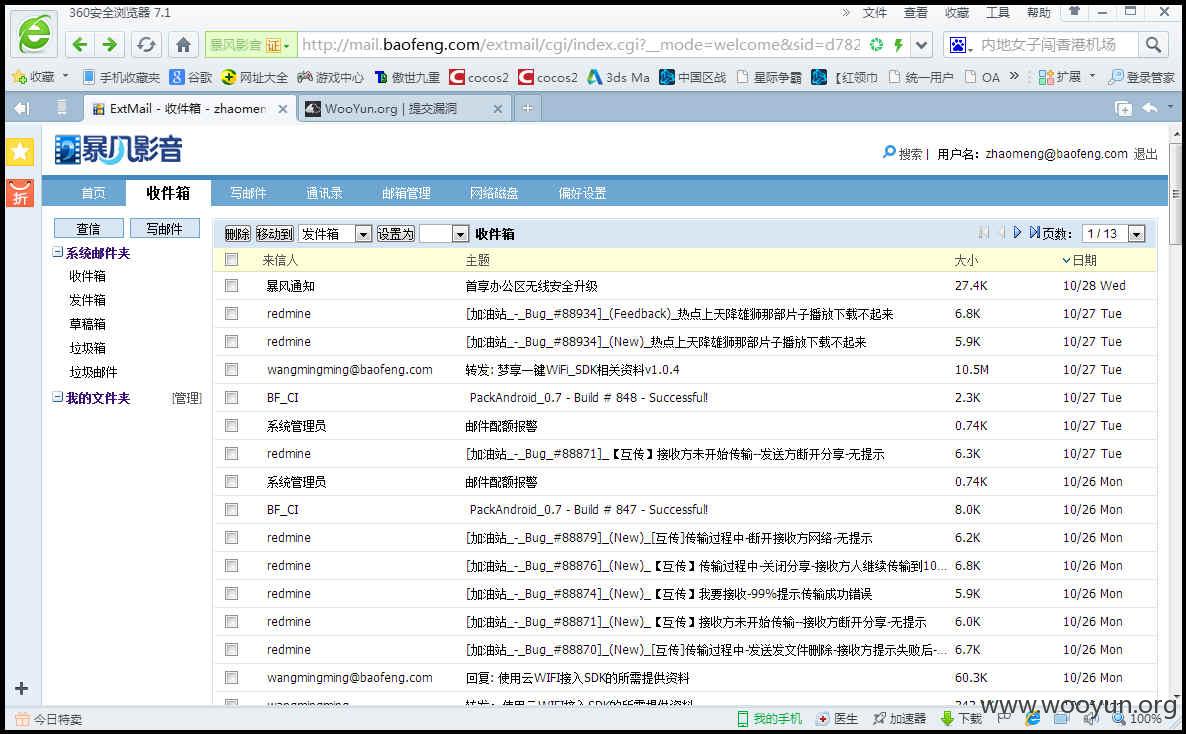 360安全浏览器 7.1
» 文件 查看 收藏 工具 帮助
暴风影音 证 http://mail.baofeng.com/extmail/cgi/index.cgi?__mode=welcome&sid=d782 内地女子闯香港机场
收藏 手机收藏夹 谷歌 网址大全 游戏中心 傲世九重 cocos2 cocos2 3ds Ma 中国区战 星际争霸 【红领巾 统一用户 OA » 扩展 登录管家
ExtMail - 收件箱 - zhaomen WooYun.org | 提交漏洞
暴风影音
搜索 | 用户名：zhaomeng@baofeng.com 退出
折
首页 收件箱 写邮件 通讯录 邮箱管理 网络磁盘 偏好设置
查信 写邮件
系统邮件夹
收件箱
发件箱
草稿箱
垃圾箱
垃圾邮件
我的文件夹 [管理]
删除 移动到 发件箱 设置为 收件箱 页数： 1 / 13
来信人 主题 大小 日期
暴风通知 首享办公区无线安全升级 27.4K 10/28 Wed
redmine [加油站_-_Bug_#88934]_(Feedback)_热点上天降雄狮那部片子播放下载不起来 6.8K 10/27 Tue
redmine [加油站_-_Bug_#88934]_(New)_热点上天降雄狮那部片子播放下载不起来 5.9K 10/27 Tue
wangmingming@baofeng.com 转发: 梦享一键WiFi_SDK相关资料v1.0.4 10.5M 10/27 Tue
BF_CI PackAndroid_0.7 - Build # 848 - Successful! 2.3K 10/27 Tue
系统管理员 邮件配额报警 0.74K 10/27 Tue
redmine [加油站_-_Bug_#88871]_【互传】接收方未开始传输--发送方断开分享-无提示 6.3K 10/27 Tue
系统管理员 邮件配额报警 0.74K 10/26 Mon
BF_CI PackAndroid_0.7 - Build # 847 - Successful! 8.0K 10/26 Mon
redmine [加油站_-_Bug_#88879]_(New)_[互传]传输过程中-断开接收方网络-无提示 6.2K 10/26 Mon
redmine [加油站_-_Bug_#88876]_(New)_【互传】传输过程中-关闭分享-接收方人继续传输到10... 6.8K 10/26 Mon
redmine [加油站_-_Bug_#88874]_(New)_【互传】我要接收-99%提示传输成功错误 5.9K 10/26 Mon
redmine [加油站_-_Bug_#88871]_(New)_【互传】接收方未开始传输--接收方断开分享-无提示 6.0K 10/26 Mon
redmine [加油站_-_Bug_#88870]_(New)_[互传]传输过程中-发送发文件删除-接收方提示失败后-... 6.7K 10/26 Mon
wangmingming@baofeng.com 回复: 使用云WIFI接入SDK的所需提供资料 60.3K 10/26 Mon
www.wooyun.org
今日特卖 我的手机 医生 加速器 下载 100%